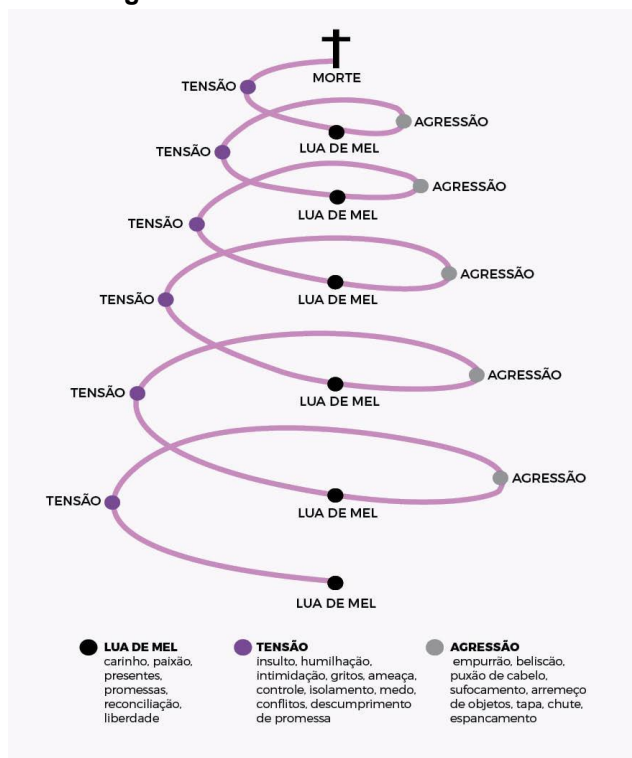 MORTE
TENSÃO
AGRESSÃO
LUA DE MEL
TENSÃO
AGRESSÃO
LUA DE MEL
TENSÃO
AGRESSÃO
LUA DE MEL
TENSÃO
AGRESSÃO
LUA DE MEL
TENSÃO
AGRESSÃO
LUA DE MEL
TENSÃO
LUA DE MEL
LUA DE MEL
carinho, paixão,
presentes,
promessas,
reconciliação,
liberdade
TENSÃO
insulto, humilhação,
intimidação, gritos, ameaça,
controle, isolamento, medo,
conflitos, descumprimento
de promessa
AGRESSÃO
empurrão, beliscão,
puxão de cabelo,
sufocamento, arremeço
de objetos, tapa, chute,
espancamento